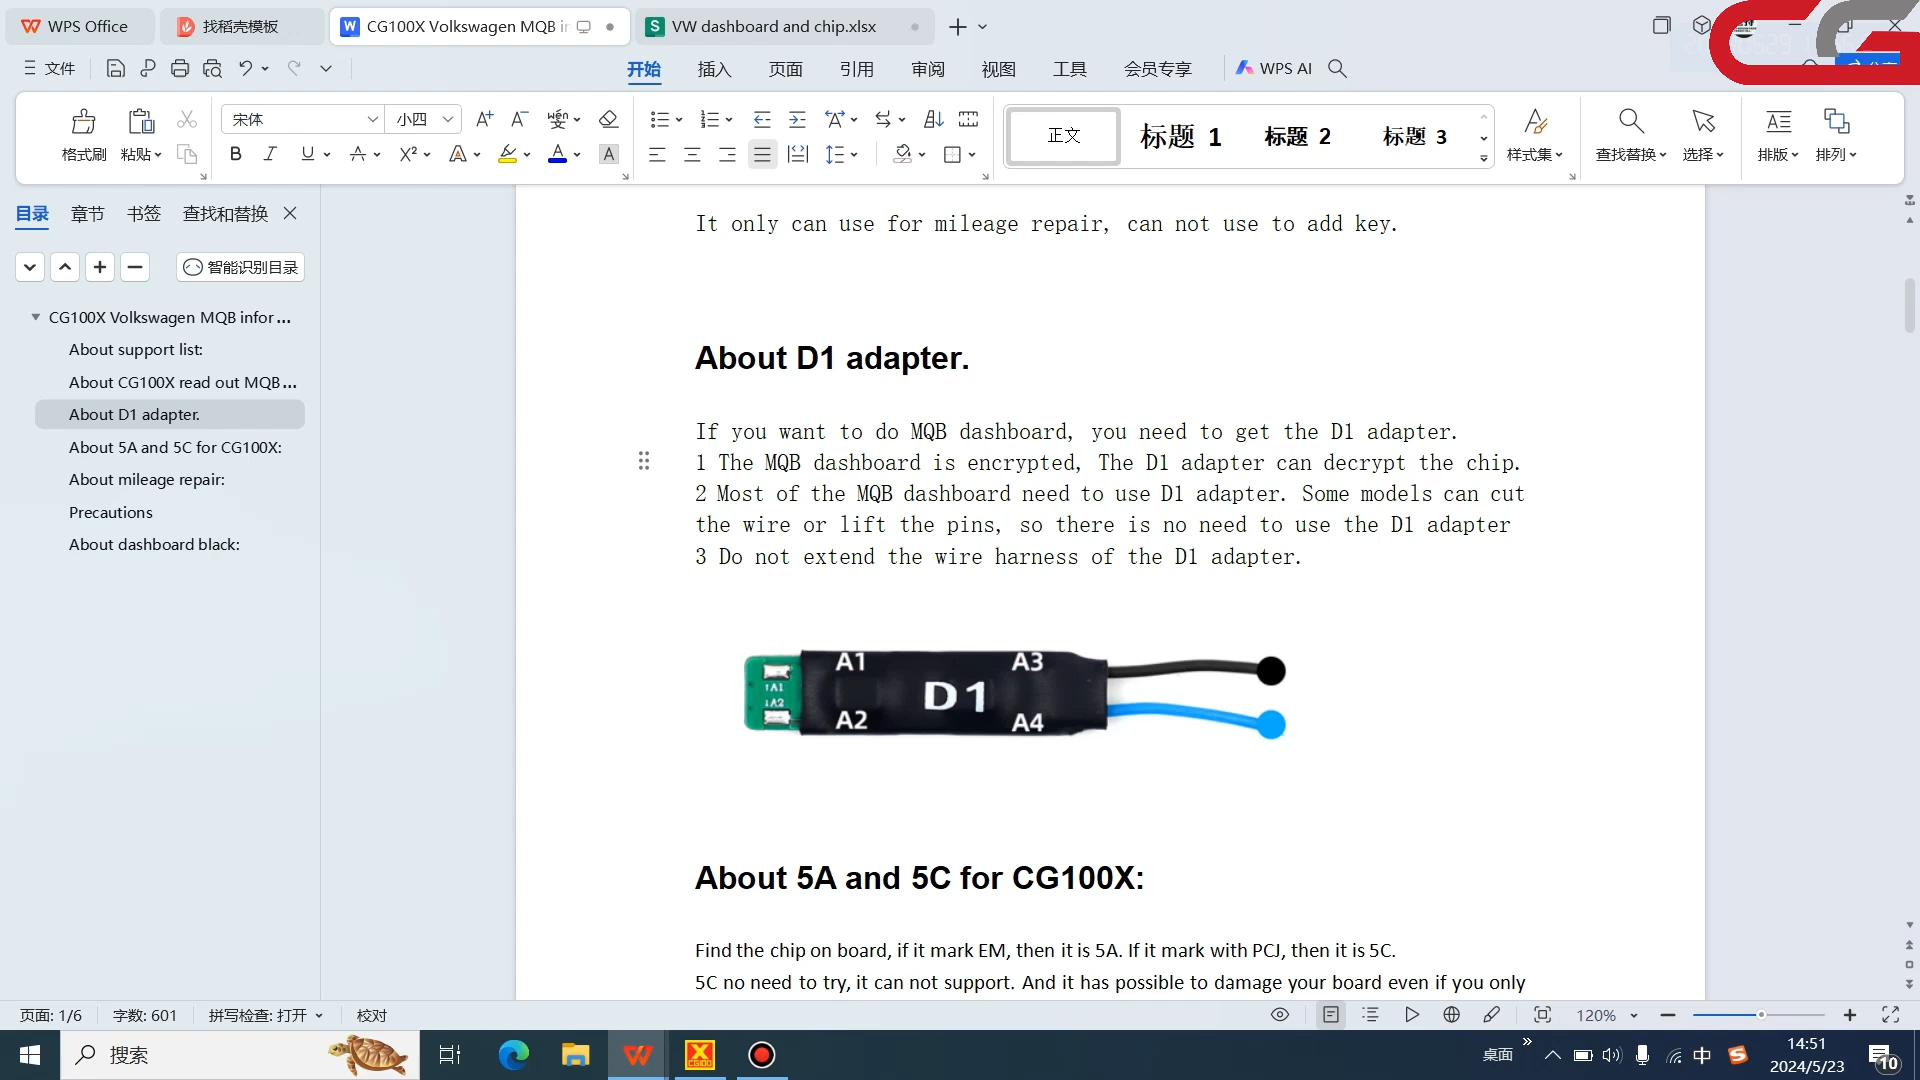 WPS Office
找稻壳模板
CG100X Volkswagen MQB in
VW dashboard and chip.xlsx
文件
开始
插入
页面
引用
审阅
视图
工具
会员专享
WPS AI
格式刷
粘贴
宋体
小四
正文
标题 1
标题 2
标题 3
样式集
查找替换
选择
排版
排列
目录
章节
书签
查找和替换
智能识别目录
CG100X Volkswagen MQB infor...
About support list:
About CG100X read out MQB...
About D1 adapter.
About 5A and 5C for CG100X:
About mileage repair:
Precautions
About dashboard black:
It only can use for mileage repair, can not use to add key.
About D1 adapter.
If you want to do MQB dashboard, you need to get the D1 adapter.
1 The MQB dashboard is encrypted, The D1 adapter can decrypt the chip.
2 Most of the MQB dashboard need to use D1 adapter. Some models can cut
the wire or lift the pins, so there is no need to use the D1 adapter
3 Do not extend the wire harness of the D1 adapter.
A1
A3
D1
A2
A4
↑A1
↓A2
About 5A and 5C for CG100X:
Find the chip on board, if it mark EM, then it is 5A. If it mark with PCJ, then it is 5C.
5C no need to try, it can not support. And it has possible to damage your board even if you only
页面: 1/6
字数: 601
拼写检查: 打开
校对
120%
搜索
桌面
中
14:51
2024/5/23
10
CG